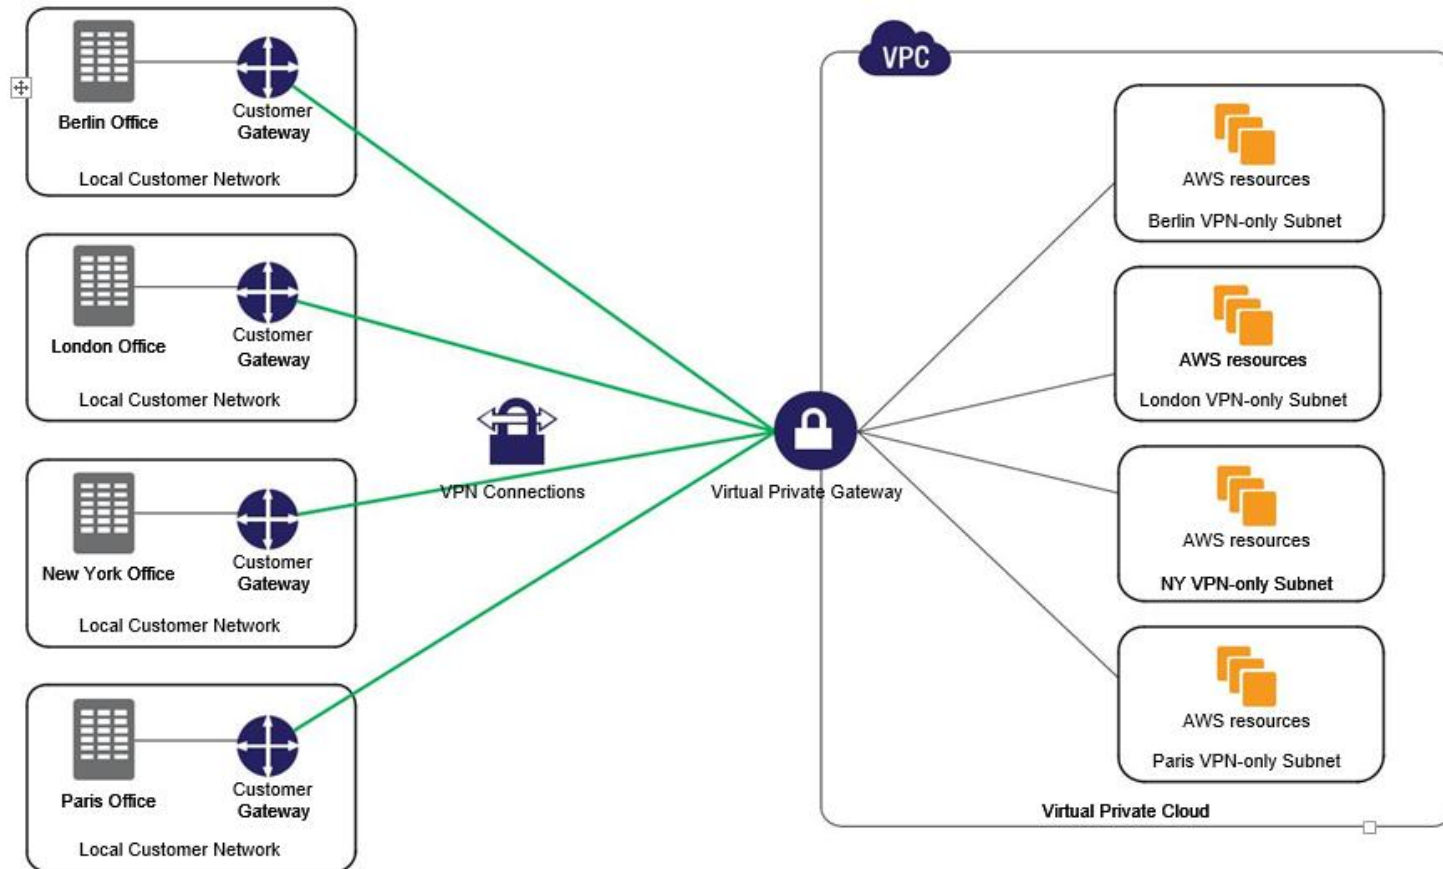 Berlin Office
Customer
Gateway
Local Customer Network
London Office
Customer
Gateway
Local Customer Network
New York Office
Customer
Gateway
Local Customer Network
Paris Office
Customer
Gateway
Local Customer Network
VPN Connections
Virtual Private Gateway
VPC
AWS resources
Berlin VPN-only Subnet
AWS resources
London VPN-only Subnet
AWS resources
NY VPN-only Subnet
AWS resources
Paris VPN-only Subnet
Virtual Private Cloud